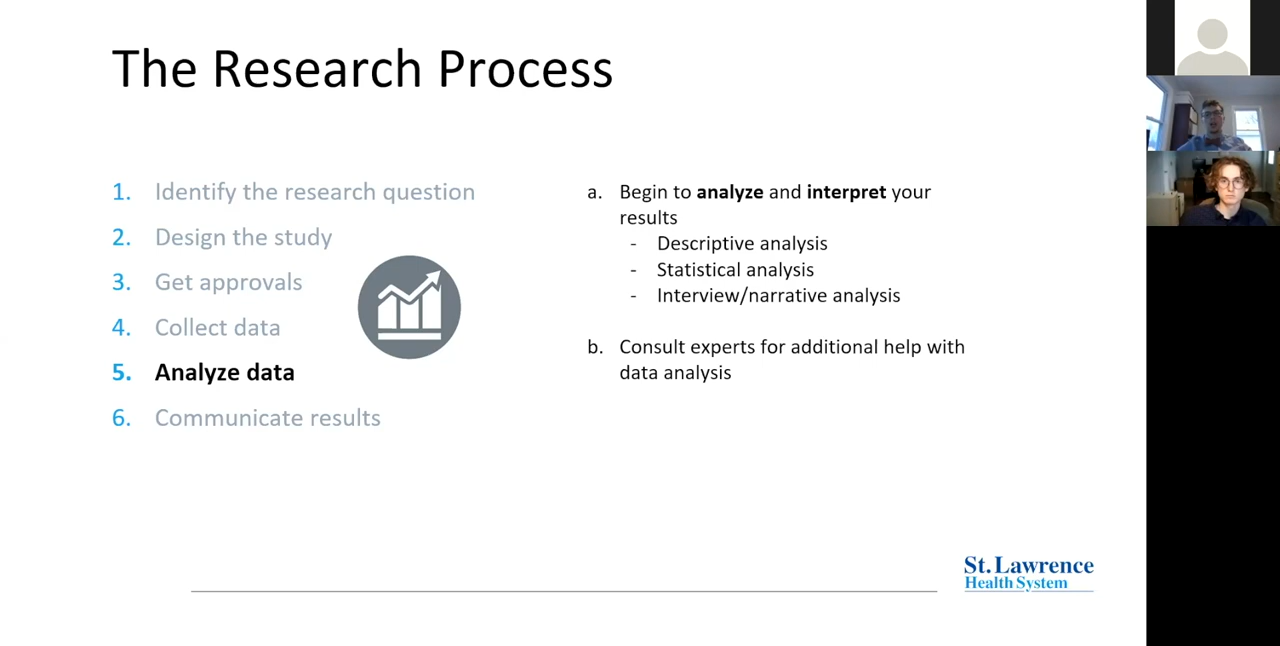 The Research Process
1. Identify the research question
2. Design the study
3. Get approvals
4. Collect data
5. Analyze data
6. Communicate results
a. Begin to analyze and interpret your
results
- Descriptive analysis
- Statistical analysis
- Interview/narrative analysis
b. Consult experts for additional help with
data analysis
St. Lawrence
Health System